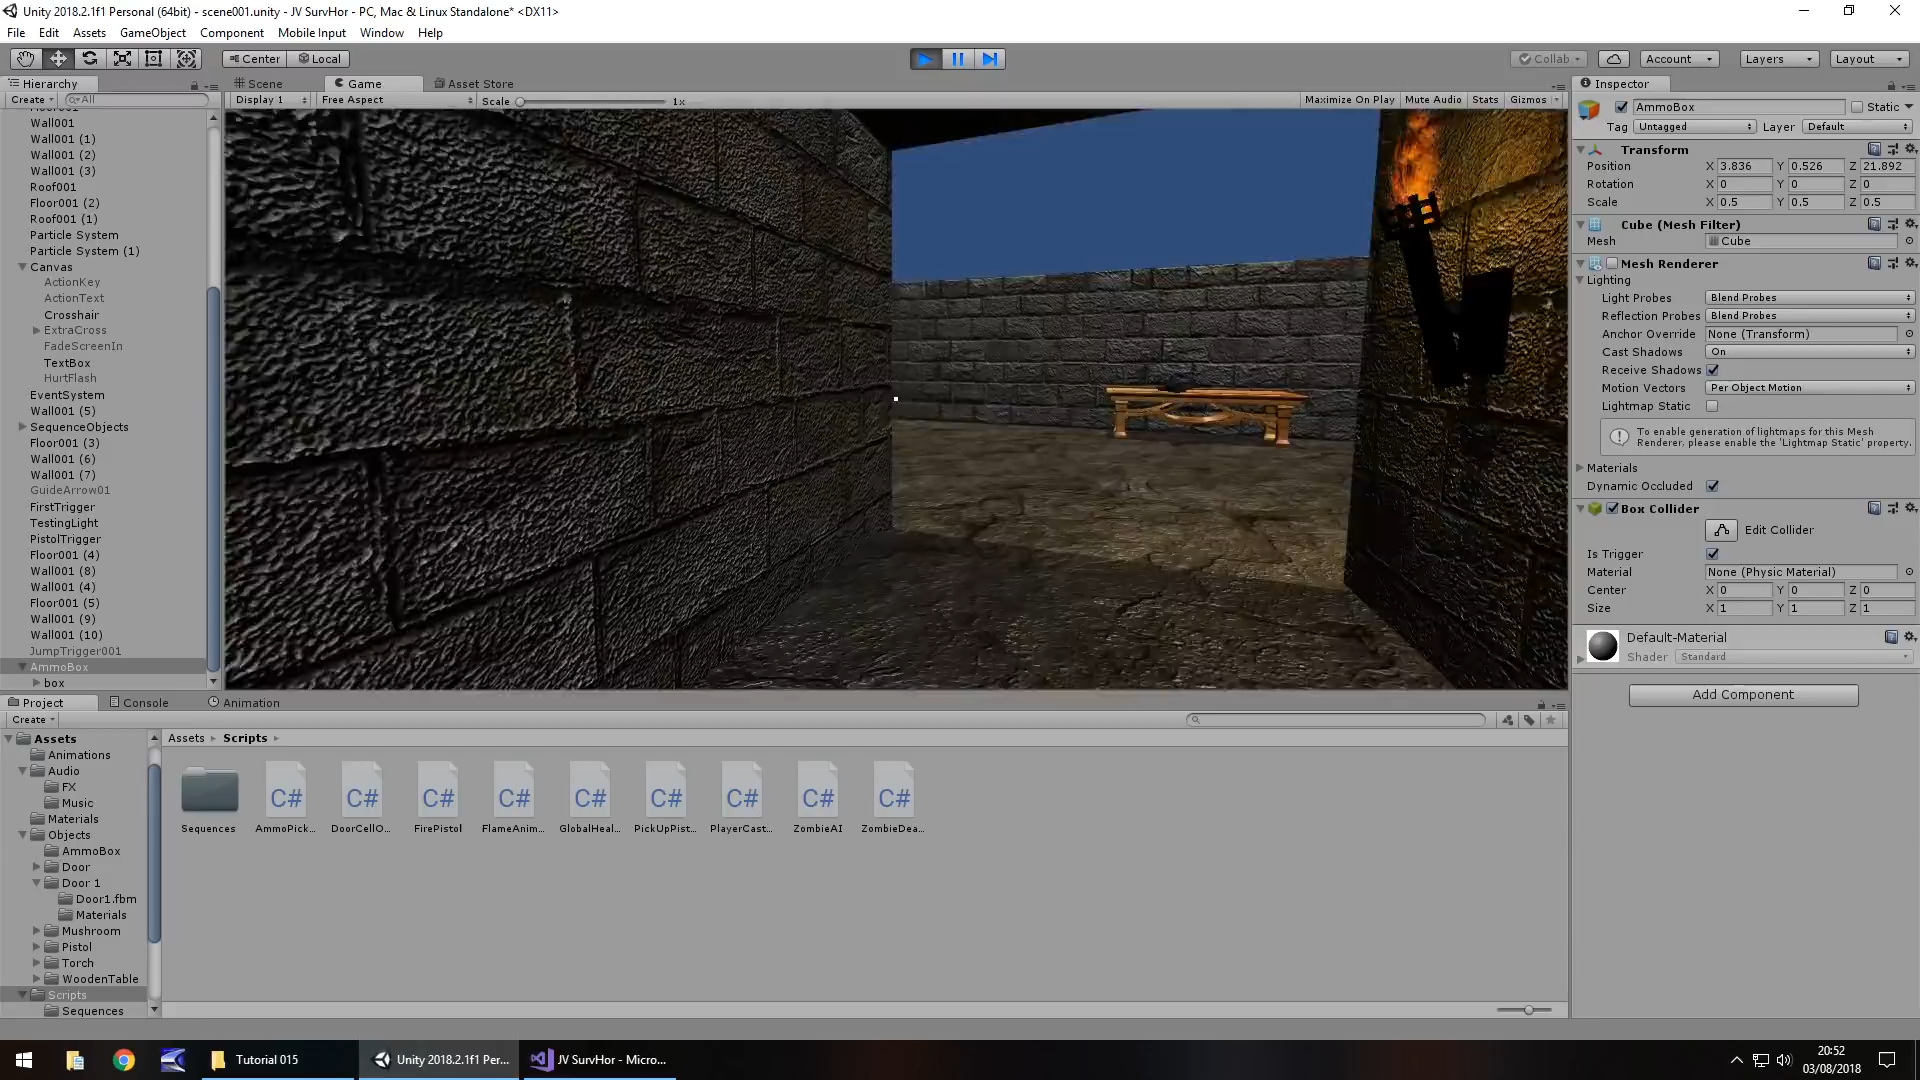 Unity 2018.2.1f1 Personal (64bit) - scene001.unity - JV SurvHor - PC, Mac & Linux Standalone* <DX11>
File Edit Assets GameObject Component Mobile Input Window Help
Center Local Collab Account Layers Layout
Hierarchy
Create All
Wall001
Wall001 (1)
Wall001 (2)
Wall001 (3)
Roof001
Floor001 (2)
Roof001 (1)
Particle System
Particle System (1)
Canvas
ActionKey
ActionText
Crosshair
ExtraCross
FadeScreenIn
TextBox
HurtFlash
EventSystem
Wall001 (5)
SequenceObjects
Floor001 (3)
Wall001 (6)
Wall001 (7)
GuideArrow01
FirstTrigger
TestingLight
PistolTrigger
Floor001 (4)
Wall001 (8)
Wall001 (4)
Floor001 (5)
Wall001 (9)
Wall001 (10)
JumpTrigger001
AmmoBox
box
Scene Game Asset Store
Display 1 Free Aspect Scale 1x Maximize On Play Mute Audio Stats Gizmos
Inspector
AmmoBox Static
Tag Untagged Layer Default
Transform
Position X 3.836 Y 0.526 Z 21.892
Rotation X 0 Y 0 Z 0
Scale X 0.5 Y 0.5 Z 0.5
Cube (Mesh Filter)
Mesh Cube
Mesh Renderer
Lighting
Light Probes Blend Probes
Reflection Probes Blend Probes
Anchor Override None (Transform)
Cast Shadows On
Receive Shadows
Motion Vectors Per Object Motion
Lightmap Static
To enable generation of lightmaps for this Mesh
Renderer, please enable the 'Lightmap Static' property.
Materials
Dynamic Occluded
Box Collider
Edit Collider
Is Trigger
Material None (Physic Material)
Center X 0 Y 0 Z 0
Size X 1 Y 1 Z 1
Default-Material
Shader Standard
Add Component
Project Console Animation
Create
Assets
Animations
Audio
FX
Music
Materials
Objects
AmmoBox
Door
Door 1
Door1.fbm
Materials
Mushroom
Pistol
Torch
WoodenTable
Scripts
Sequences
Assets Scripts
C# C# C# C# C# C# C# C# C#
Sequences AmmoPick... DoorCellO... FirePistol FlameAnim... GlobalHeal... PickUpPist... PlayerCast... ZombieAI ZombieDea...
Tutorial 015 Unity 2018.2.1f1 Per... JV SurvHor - Micro...
20:52
03/08/2018